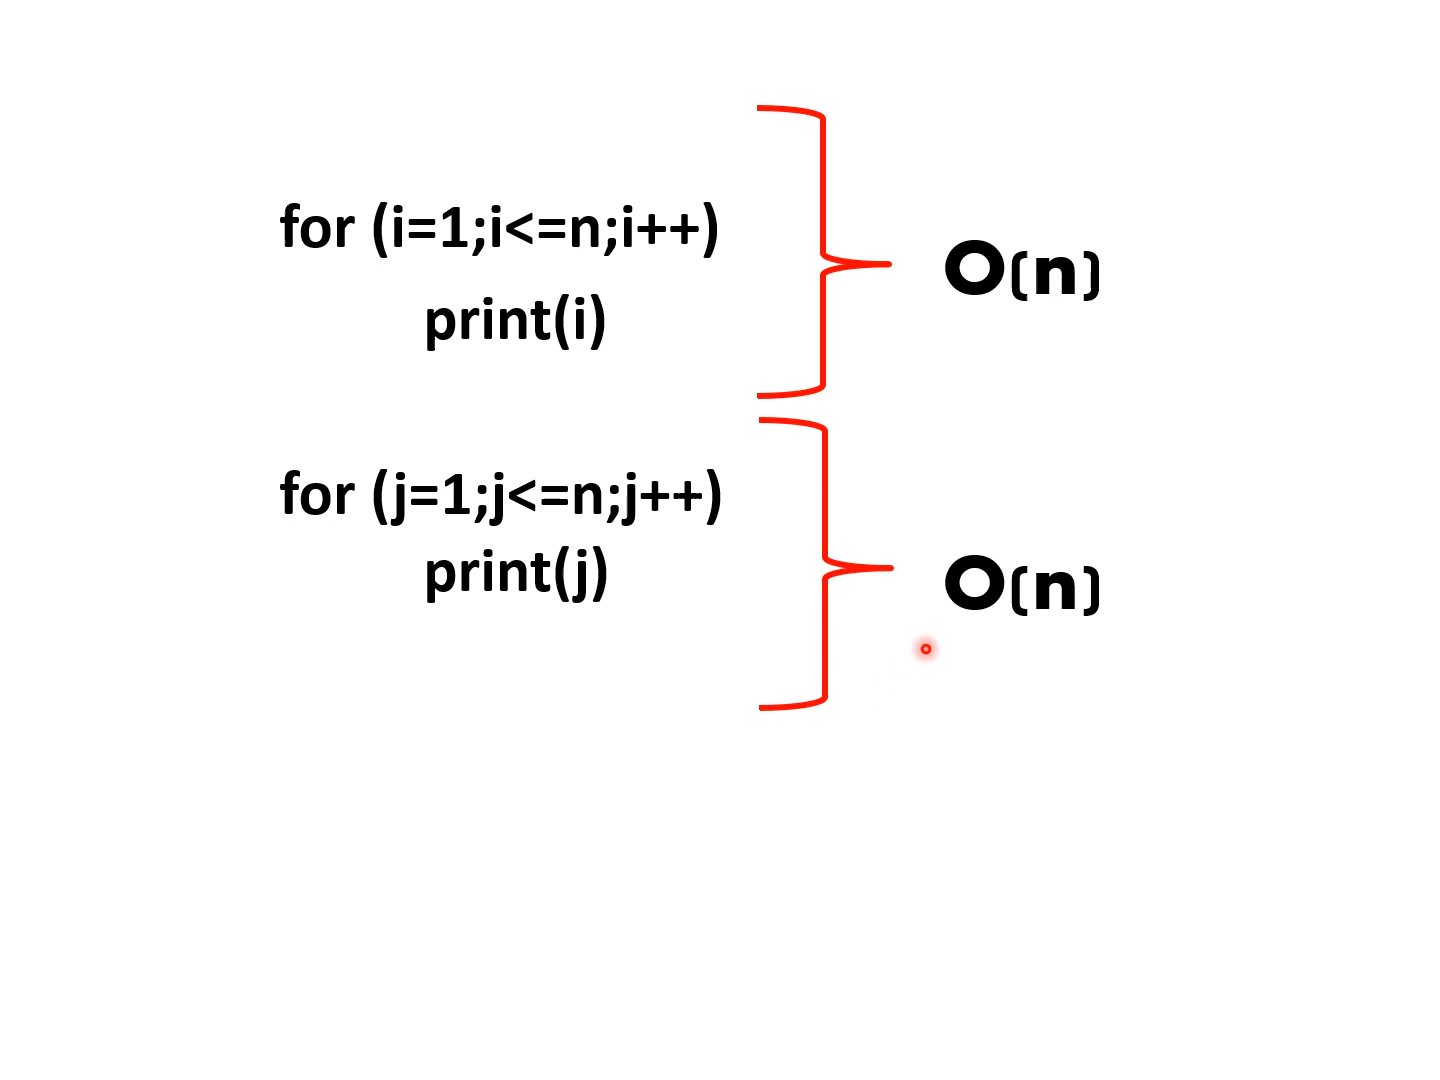 for (i=1;i<=n;i++)
print(i)
O(n)
for (j=1;j<=n;j++)
print(j)
O(n)